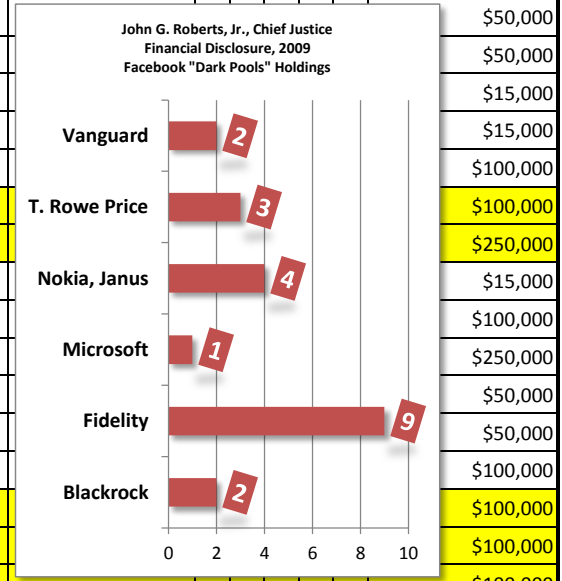 John G. Roberts, Jr., Chief Justice
Financial Disclosure, 2009
Facebook "Dark Pools" Holdings
Vanguard 2
T. Rowe Price 3
Nokia, Janus 4
Microsoft 1
Fidelity 9
Blackrock 2
0 2 4 6 8 10
$50,000
$50,000
$15,000
$15,000
$100,000
$100,000
$250,000
$15,000
$100,000
$250,000
$50,000
$50,000
$100,000
$100,000
$100,000